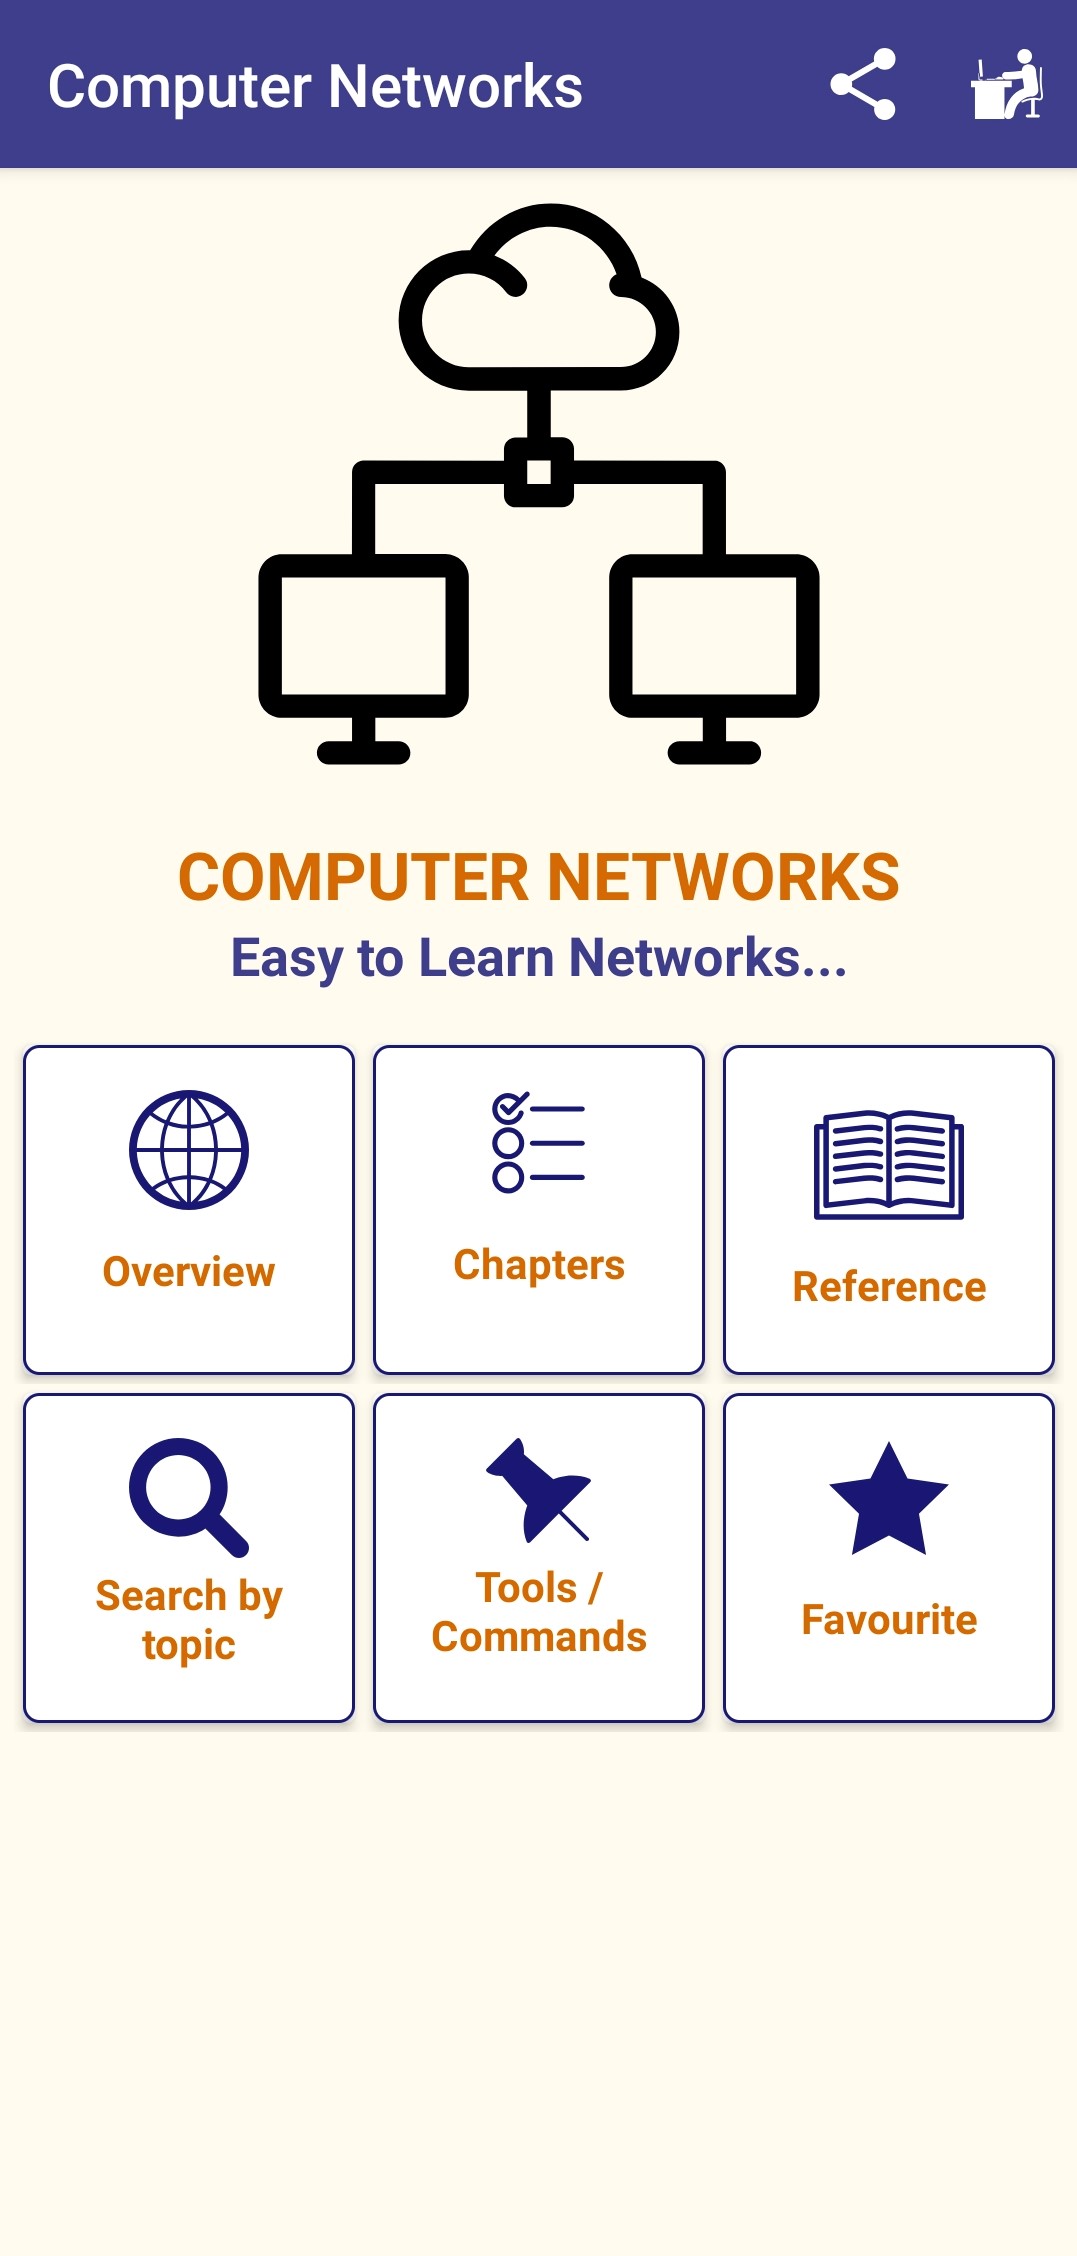 Computer Networks
COMPUTER NETWORKS
Easy to Learn Networks...
Overview
Chapters
Reference
Search by
topic
Tools /
Commands
Favourite